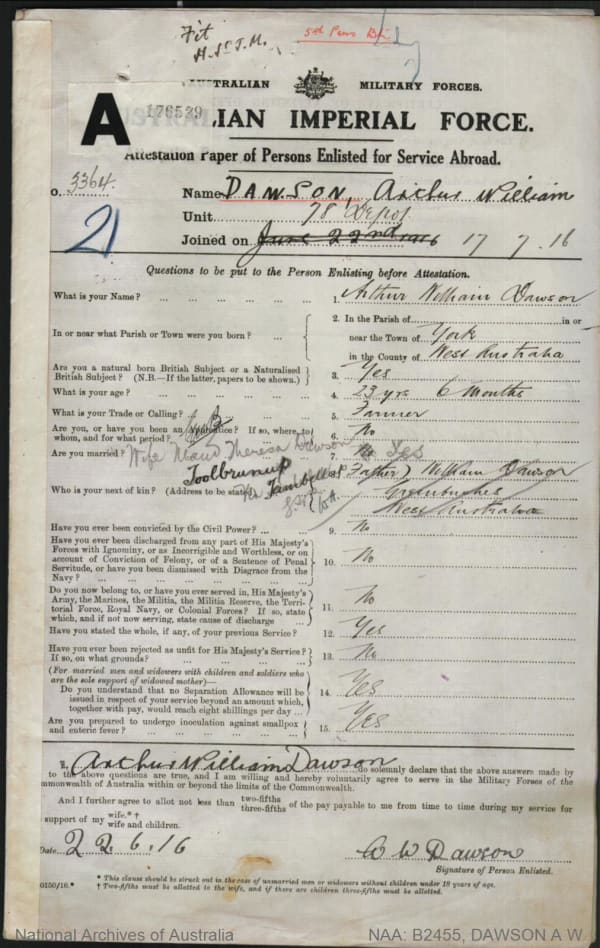 Fit
5rd Pion Bn
AUSTRALIAN MILITARY FORCES.
A 176529
LIAN IMPERIAL FORCE.
Attestation Paper of Persons Enlisted for Service Abroad.
o. 3364. Name DAWSON, Arthur William
21
Unit 78 Depot
Joined on June 22nd 1916 17 7.16
Questions to be put to the Person Enlisting before Attestation.
What is your Name? 1. Arthur William Dawson
In or near what Parish or Town were you born? 2. In the Parish of in or
near the Town of York
in the County of West Australia
Are you a natural born British Subject or a Naturalised
British Subject? (N.B.—If the latter, papers to be shown.) 3. Yes
What is your age? 4. 23 yrs 6 Months
What is your Trade or Calling? 5. Farmer
Are you, or have you been an Apprentice? If so, where, to
whom, and for what period? 6. No
Are you married? 7. No Yes
Wife Maud Theresa Dawson
Toolbrunup
Tambellup
Who is your next of kin? (Address to be stated) 8. (Father) William Dawson
Greenbushes
West Australia
Have you ever been convicted by the Civil Power? 9. No
Have you ever been discharged from any part of His Majesty's
Forces with Ignominy, or as Incorrigible and Worthless, or on
account of Conviction of Felony, or of a Sentence of Penal
Servitude, or have you been dismissed with Disgrace from the
Navy? 10. No
Do you now belong to, or have you ever served in, His Majesty's
Army, the Marines, the Militia, the Militia Reserve, the Terri-
torial Force, Royal Navy, or Colonial Forces? If so, state
which, and if not now serving, state cause of discharge 11. No
Have you stated the whole, if any, of your previous Service? 12. Yes
Have you ever been rejected as unfit for His Majesty's Service?
If so, on what grounds? 13. No
(For married men and widowers with children and soldiers who
are the sole support of widowed mother)—
Do you understand that no Separation Allowance will be
issued in respect of your service beyond an amount which,
together with pay, would reach eight shillings per day 14. Yes
Are you prepared to undergo inoculation against smallpox
and enteric fever? 15. Yes
I, Arthur William Dawson do solemnly declare that the above answers made by
to the above questions are true, and I am willing and hereby voluntarily agree to serve in the Military Forces of the
mmonwealth of Australia within or beyond the limits of the Commonwealth.
And I further agree to allot not less than two-fifths three-fifths of the pay payable to me from time to time during my service for
support of my wife.*† wife and children.
Date 22.6.16
A W Dawson
Signature of Person Enlisted.
* This clause should be struck out in the case of unmarried men or widowers without children under 18 years of age.
† Two-fifths must be allotted to the wife, and if there are children three-fifths must be allotted.
National Archives of Australia
NAA: B2455, DAWSON A W